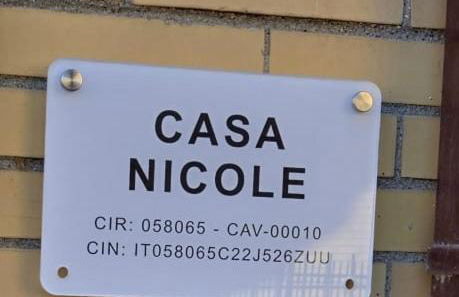 CASA
NICOLE
CIR: 058065 - CAV-00010
CIN: IT058065C22J526ZUU